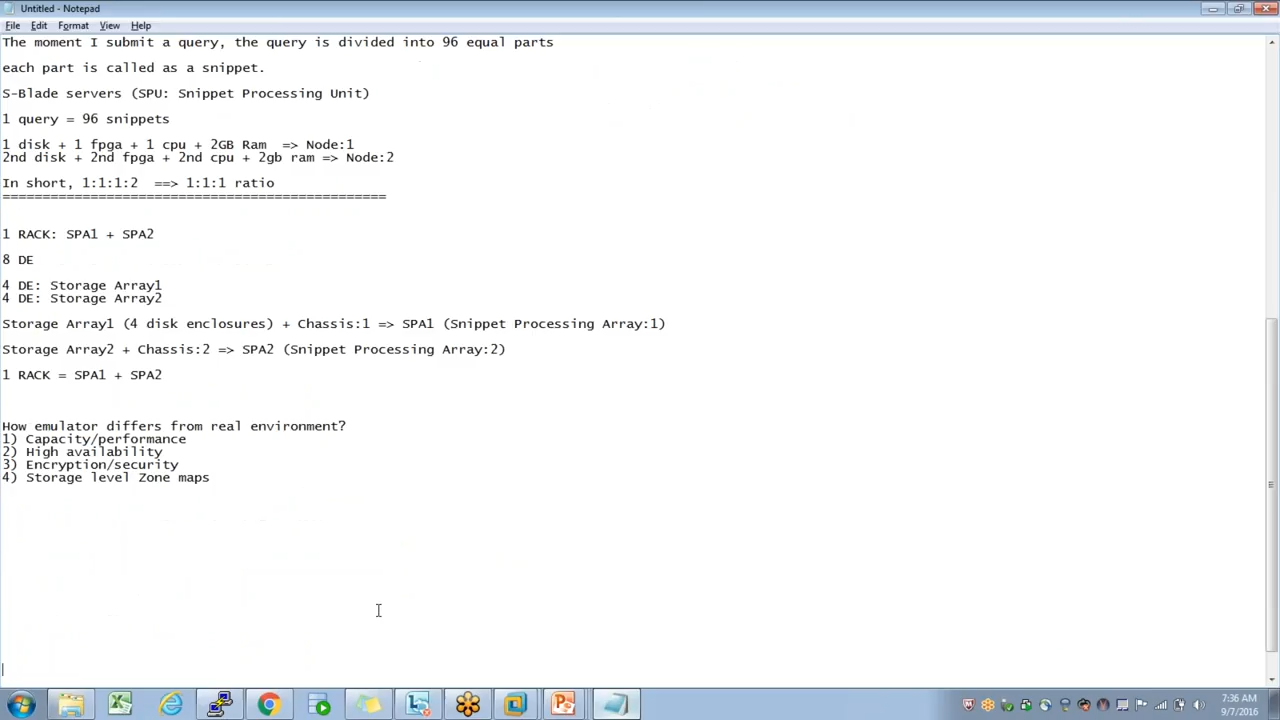 Untitled - Notepad
File Edit Format View Help
The moment I submit a query, the query is divided into 96 equal parts
each part is called as a snippet.
S-Blade servers (SPU: Snippet Processing Unit)
1 query = 96 snippets
1 disk + 1 fpga + 1 cpu + 2GB Ram => Node:1
2nd disk + 2nd fpga + 2nd cpu + 2gb ram => Node:2
In short, 1:1:1:2 ==> 1:1:1 ratio
================================================
1 RACK: SPA1 + SPA2
8 DE
4 DE: Storage Array1
4 DE: Storage Array2
Storage Array1 (4 disk enclosures) + Chassis:1 => SPA1 (Snippet Processing Array:1)
Storage Array2 + Chassis:2 => SPA2 (Snippet Processing Array:2)
1 RACK = SPA1 + SPA2
How emulator differs from real environment?
1) Capacity/performance
2) High availability
3) Encryption/security
4) Storage level Zone maps
7:36 AM
9/7/2016